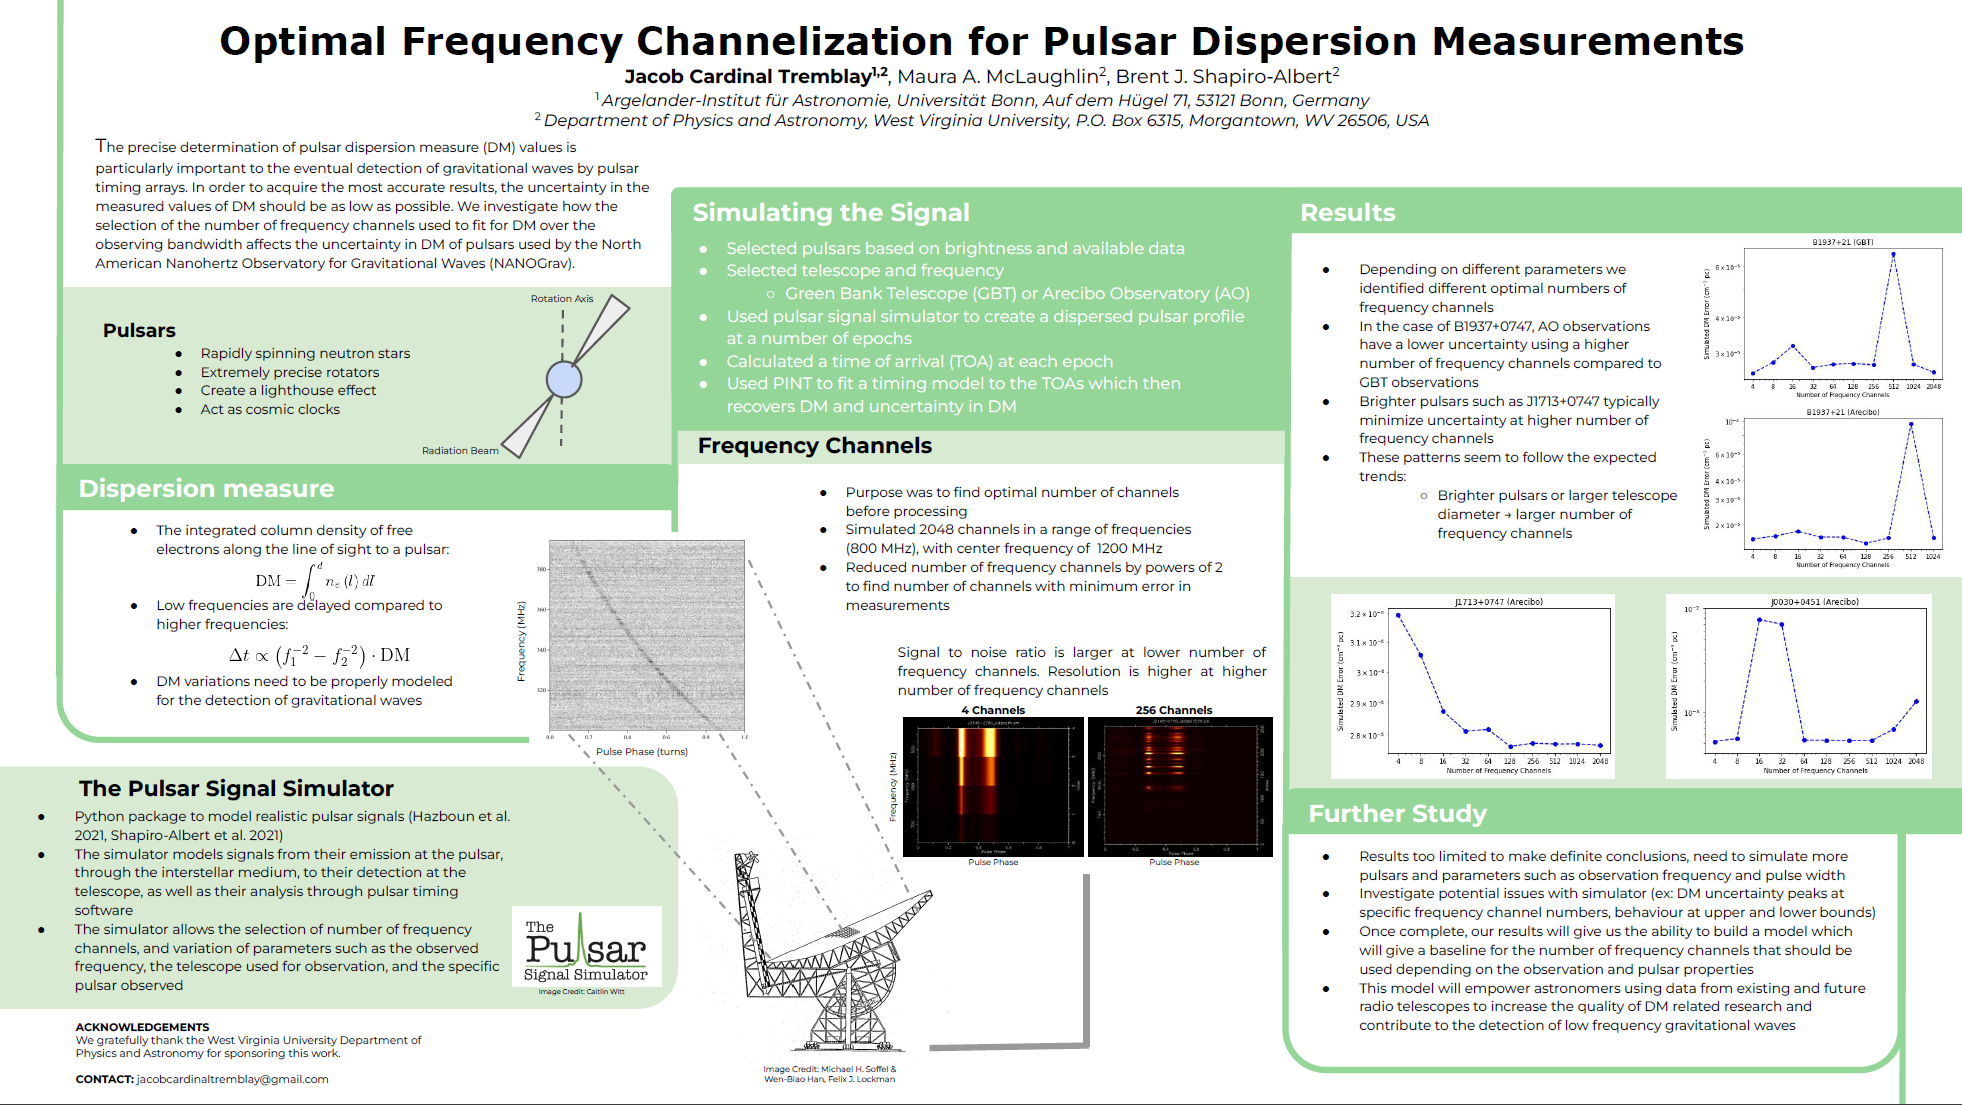 Optimal Frequency Channelization for Pulsar Dispersion Measurements
Jacob Cardinal Tremblay1,2, Maura A. McLaughlin2, Brent J. Shapiro-Albert2
1 Argelander-Institut für Astronomie, Universität Bonn, Auf dem Hügel 71, 53121 Bonn, Germany
2 Department of Physics and Astronomy, West Virginia University, P.O. Box 6315, Morgantown, WV 26506, USA
The precise determination of pulsar dispersion measure (DM) values is
particularly important to the eventual detection of gravitational waves by pulsar
timing arrays. In order to acquire the most accurate results, the uncertainty in the
measured values of DM should be as low as possible. We investigate how the
selection of the number of frequency channels used to fit for DM over the
observing bandwidth affects the uncertainty in DM of pulsars used by the North
American Nanohertz Observatory for Gravitational Waves (NANOGrav).
Pulsars
● Rapidly spinning neutron stars
● Extremely precise rotators
● Create a lighthouse effect
● Act as cosmic clocks
Rotation Axis
Radiation Beam
Dispersion measure
● The integrated column density of free
electrons along the line of sight to a pulsar:
DM = ∫_0^d n_e (l) dl
● Low frequencies are delayed compared to
higher frequencies:
Δt ∝ (f_1^−2 − f_2^−2) · DM
● DM variations need to be properly modeled
for the detection of gravitational waves
Frequency (MHz)
380
360
340
320
0.0 0.2 0.4 0.6 0.8 1.0
Pulse Phase (turns)
The Pulsar Signal Simulator
● Python package to model realistic pulsar signals (Hazboun et al.
2021, Shapiro-Albert et al. 2021)
● The simulator models signals from their emission at the pulsar,
through the interstellar medium, to their detection at the
telescope, as well as their analysis through pulsar timing
software
● The simulator allows the selection of number of frequency
channels, and variation of parameters such as the observed
frequency, the telescope used for observation, and the specific
pulsar observed
The
Pulsar
Signal Simulator
Image Credit: Caitlin Witt
ACKNOWLEDGEMENTS
We gratefully thank the West Virginia University Department of
Physics and Astronomy for sponsoring this work.
CONTACT: jacobcardinaltremblay@gmail.com
Simulating the Signal
● Selected pulsars based on brightness and available data
● Selected telescope and frequency
○ Green Bank Telescope (GBT) or Arecibo Observatory (AO)
● Used pulsar signal simulator to create a dispersed pulsar profile
at a number of epochs
● Calculated a time of arrival (TOA) at each epoch
● Used PINT to fit a timing model to the TOAs which then
recovers DM and uncertainty in DM
Frequency Channels
● Purpose was to find optimal number of channels
before processing
● Simulated 2048 channels in a range of frequencies
(800 MHz), with center frequency of 1200 MHz
● Reduced number of frequency channels by powers of 2
to find number of channels with minimum error in
measurements
Signal to noise ratio is larger at lower number of
frequency channels. Resolution is higher at higher
number of frequency channels
4 Channels
256 Channels
Frequency (MHz)
Pulse Phase
Pulse Phase
Image Credit: Michael H. Soffel &
Wen-Biao Han, Felix J. Lockman
Results
● Depending on different parameters we
identified different optimal numbers of
frequency channels
● In the case of B1937+0747, AO observations
have a lower uncertainty using a higher
number of frequency channels compared to
GBT observations
● Brighter pulsars such as J1713+0747 typically
minimize uncertainty at higher number of
frequency channels
● These patterns seem to follow the expected
trends:
○ Brighter pulsars or larger telescope
diameter → larger number of
frequency channels
B1937+21 (GBT)
Simulated DM Error (cm⁻³ pc)
6 × 10⁻⁵
4 × 10⁻⁵
3 × 10⁻⁵
4 8 16 32 64 128 256 512 1024 2048
Number of Frequency Channels
B1937+21 (Arecibo)
Simulated DM Error (cm⁻³ pc)
10⁻⁴
6 × 10⁻⁵
4 × 10⁻⁵
3 × 10⁻⁵
2 × 10⁻⁵
4 8 16 32 64 128 256 512 1024
Number of Frequency Channels
J1713+0747 (Arecibo)
Simulated DM Error (cm⁻³ pc)
4 8 16 32 64 128 256 512 1024 2048
Number of Frequency Channels
J0030+0451 (Arecibo)
Simulated DM Error (cm⁻³ pc)
10⁻²
10⁻³
4 8 16 32 64 128 256 512 1024 2048
Number of Frequency Channels
Further Study
● Results too limited to make definite conclusions, need to simulate more
pulsars and parameters such as observation frequency and pulse width
● Investigate potential issues with simulator (ex: DM uncertainty peaks at
specific frequency channel numbers, behaviour at upper and lower bounds)
● Once complete, our results will give us the ability to build a model which
will give a baseline for the number of frequency channels that should be
used depending on the observation and pulsar properties
● This model will empower astronomers using data from existing and future
radio telescopes to increase the quality of DM related research and
contribute to the detection of low frequency gravitational waves